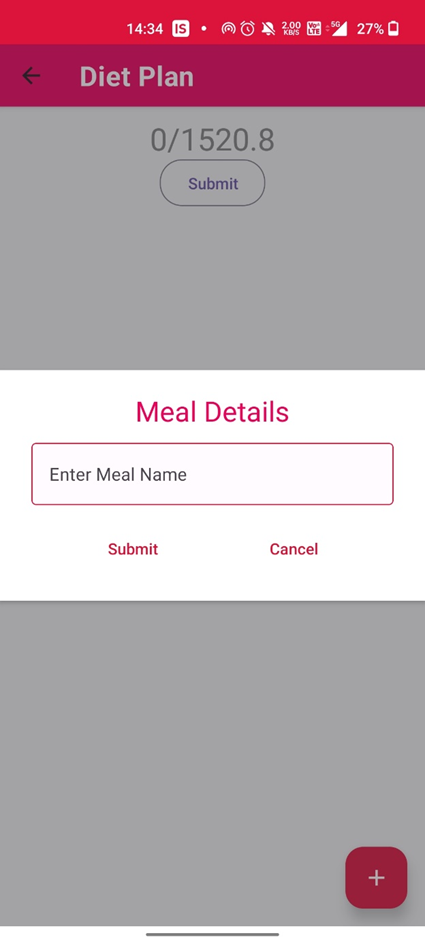 14:34 IS 2.00 KB/S VoD LTE 5G 27%
Diet Plan
0/1520.8
Submit
Meal Details
Enter Meal Name
Submit Cancel
+